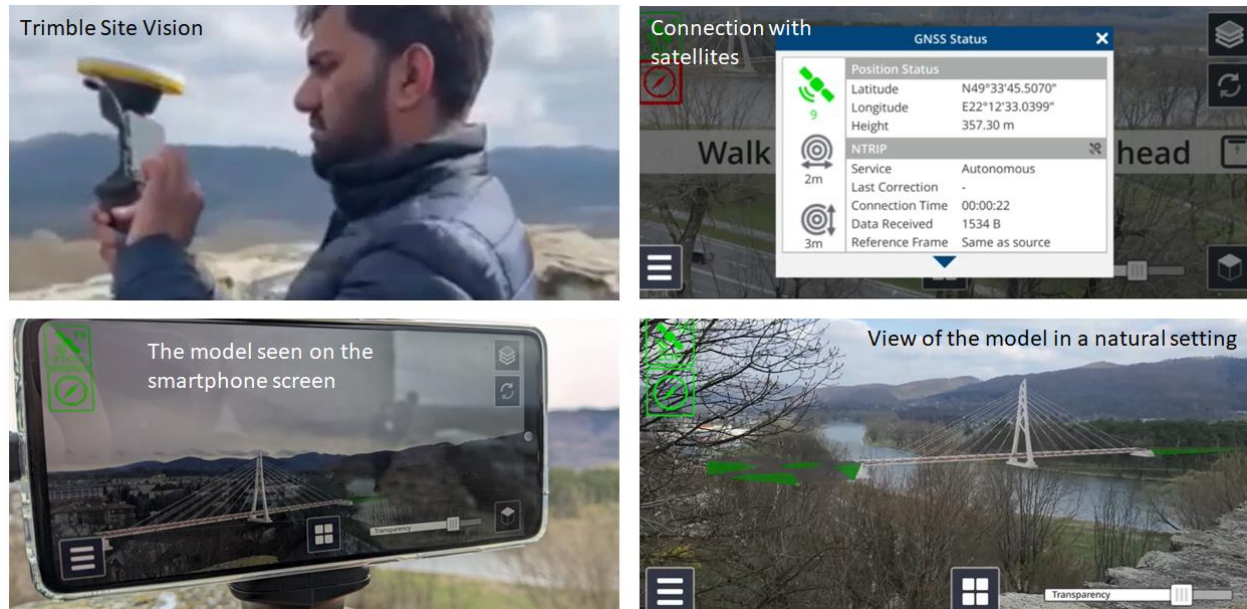 Trimble Site Vision
Connection with
satellites
GNSS Status
Position Status
Latitude N49°33'45.5070"
Longitude E22°12'33.0399"
Height 357.30 m
9
NTRIP
2m
Service Autonomous
Last Correction -
Connection Time 00:00:22
Data Received 1534 B
3m
Reference Frame Same as source
Walk head
The model seen on the
smartphone screen
Transparency
View of the model in a natural setting
Transparency